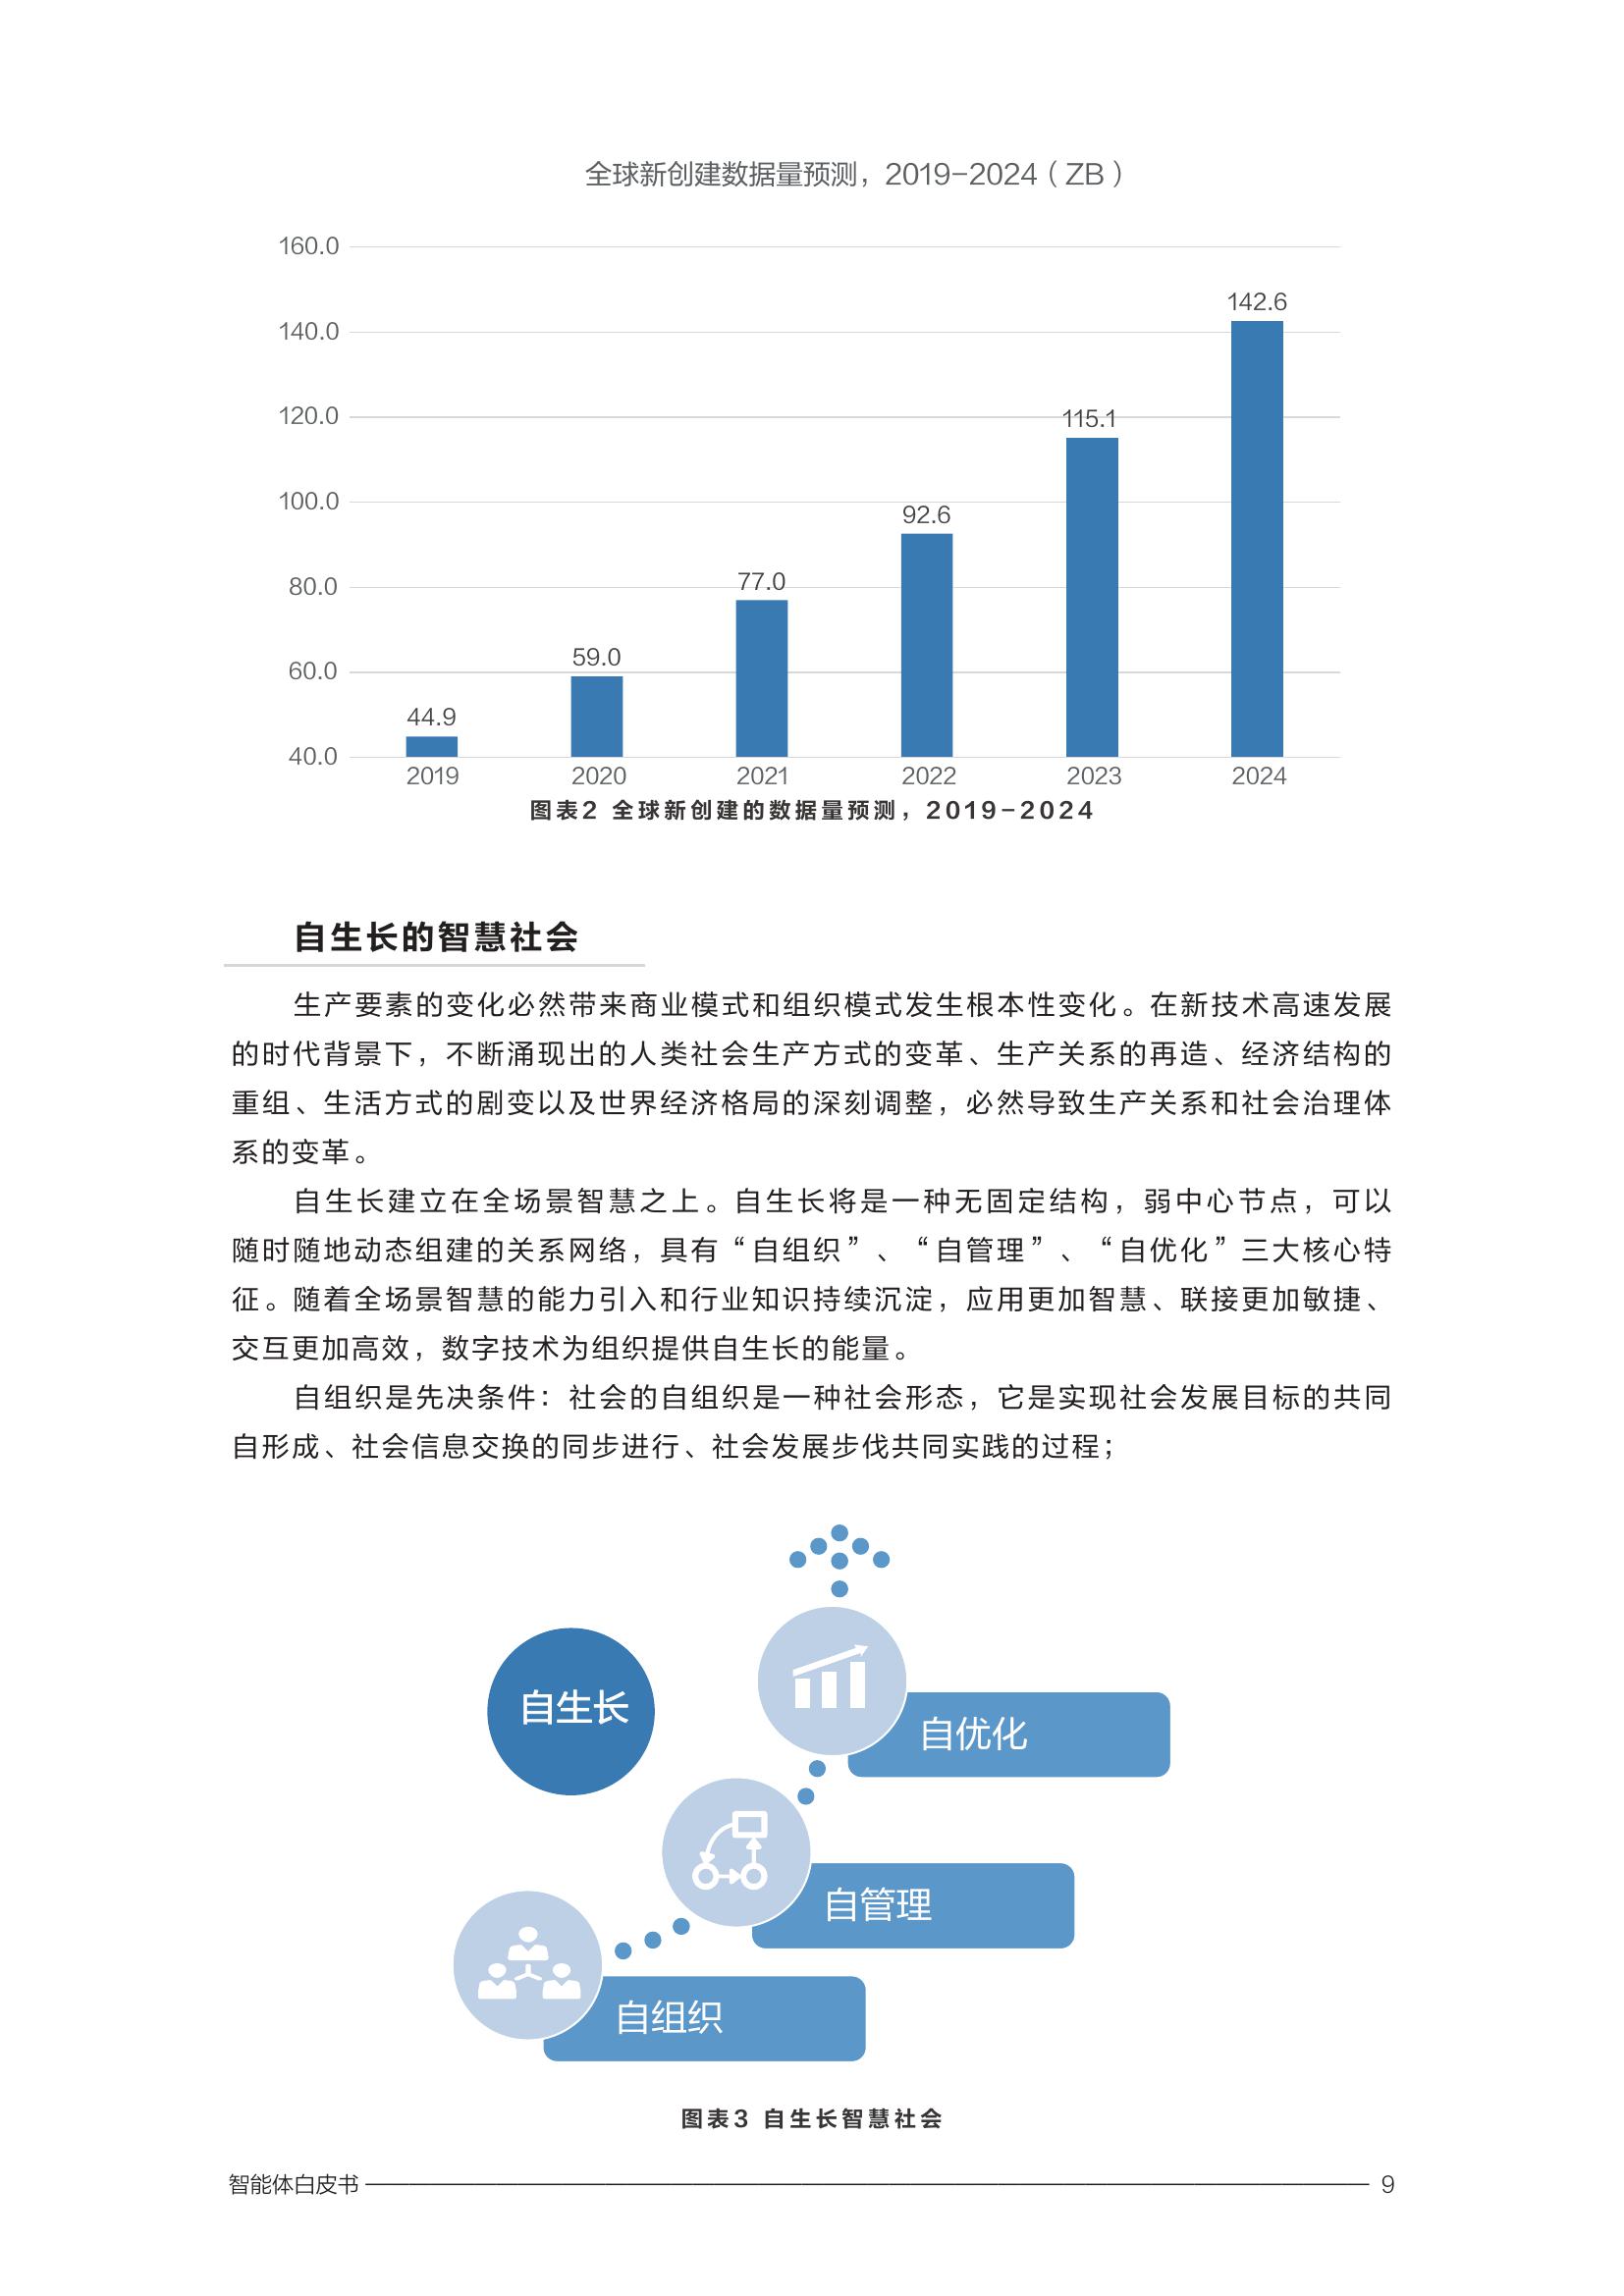 全球新创建数据量预测，2019-2024（ZB）
160.0
142.6
140.0
120.0
115.1
100.0
92.6
80.0
77.0
60.0
59.0
44.9
40.0
2019 2020 2021 2022 2023 2024
图表2 全球新创建的数据量预测，2019-2024
自生长的智慧社会
生产要素的变化必然带来商业模式和组织模式发生根本性变化。在新技术高速发展
的时代背景下，不断涌现出的人类社会生产方式的变革、生产关系的再造、经济结构的
重组、生活方式的剧变以及世界经济格局的深刻调整，必然导致生产关系和社会治理体
系的变革。
自生长建立在全场景智慧之上。自生长将是一种无固定结构，弱中心节点，可以
随时随地动态组建的关系网络，具有“自组织”、“自管理”、“自优化”三大核心特
征。随着全场景智慧的能力引入和行业知识持续沉淀，应用更加智慧、联接更加敏捷、
交互更加高效，数字技术为组织提供自生长的能量。
自组织是先决条件：社会的自组织是一种社会形态，它是实现社会发展目标的共同
自形成、社会信息交换的同步进行、社会发展步伐共同实践的过程；
自生长
自优化
自管理
自组织
图表3 自生长智慧社会
智能体白皮书 9